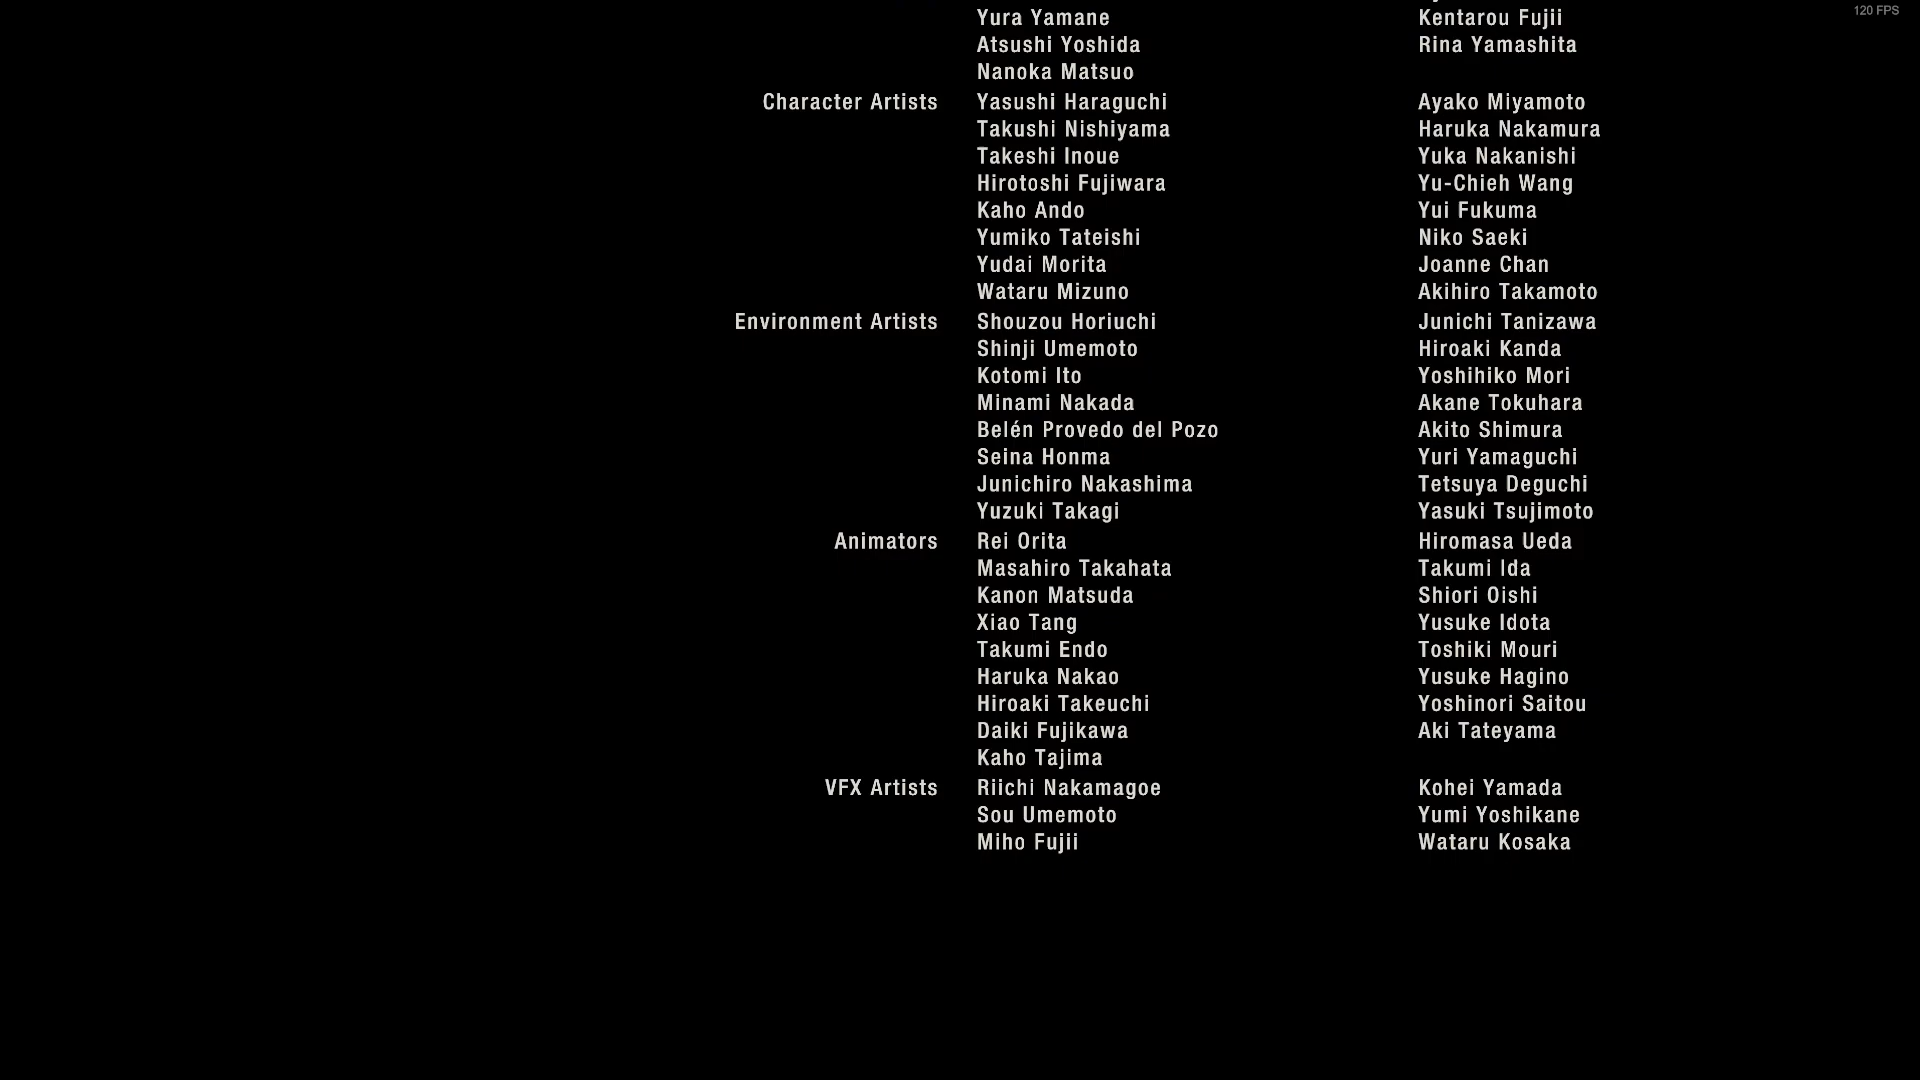 120 FPS
Yura Yamane Kentarou Fujii
Atsushi Yoshida Rina Yamashita
Nanoka Matsuo
Character Artists Yasushi Haraguchi Ayako Miyamoto
Takushi Nishiyama Haruka Nakamura
Takeshi Inoue Yuka Nakanishi
Hirotoshi Fujiwara Yu-Chieh Wang
Kaho Ando Yui Fukuma
Yumiko Tateishi Niko Saeki
Yudai Morita Joanne Chan
Wataru Mizuno Akihiro Takamoto
Environment Artists Shouzou Horiuchi Junichi Tanizawa
Shinji Umemoto Hiroaki Kanda
Kotomi Ito Yoshihiko Mori
Minami Nakada Akane Tokuhara
Belén Provedo del Pozo Akito Shimura
Seina Honma Yuri Yamaguchi
Junichiro Nakashima Tetsuya Deguchi
Yuzuki Takagi Yasuki Tsujimoto
Animators Rei Orita Hiromasa Ueda
Masahiro Takahata Takumi Ida
Kanon Matsuda Shiori Oishi
Xiao Tang Yusuke Idota
Takumi Endo Toshiki Mouri
Haruka Nakao Yusuke Hagino
Hiroaki Takeuchi Yoshinori Saitou
Daiki Fujikawa Aki Tateyama
Kaho Tajima
VFX Artists Riichi Nakamagoe Kohei Yamada
Sou Umemoto Yumi Yoshikane
Miho Fujii Wataru Kosaka